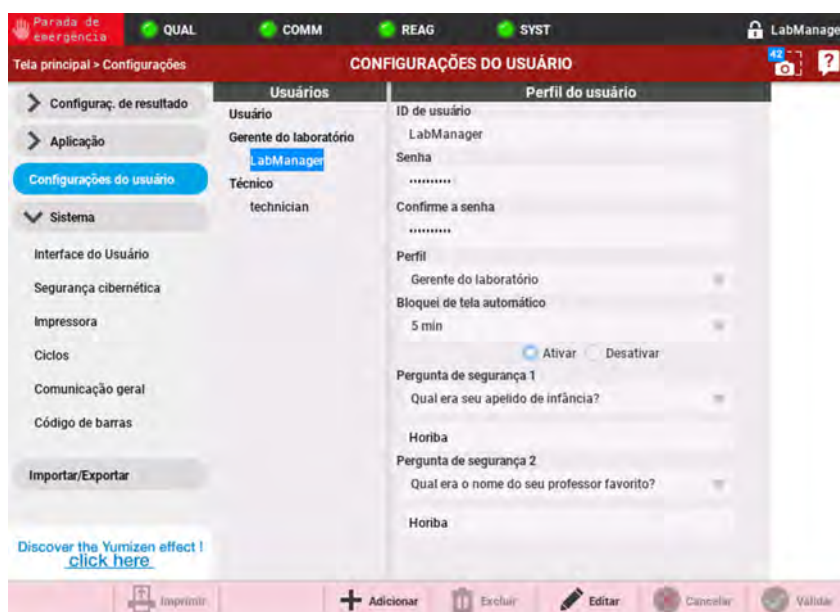 Parada de emergência
QUAL
COMM
REAG
SYST
LabManage
Tela principal > Configurações
CONFIGURAÇÕES DO USUÁRIO
42
?
Configuraç. de resultado
Aplicação
Configurações do usuário
Sistema
Interface do Usuário
Segurança cibernética
Impressora
Ciclos
Comunicação geral
Código de barras
Importar/Exportar
Discover the Yumizen effect !
click here
Usuários
Usuário
Gerente do laboratório
LabManager
Técnico
technician
Perfil do usuário
ID de usuário
LabManager
Senha
••••••••••
Confirme a senha
••••••••••
Perfil
Gerente do laboratório
Bloquei de tela automático
5 min
Ativar Desativar
Pergunta de segurança 1
Qual era seu apelido de infância?
Horiba
Pergunta de segurança 2
Qual era o nome do seu professor favorito?
Horiba
Imprimir
Adicionar
Excluir
Editar
Cancelar
Validar